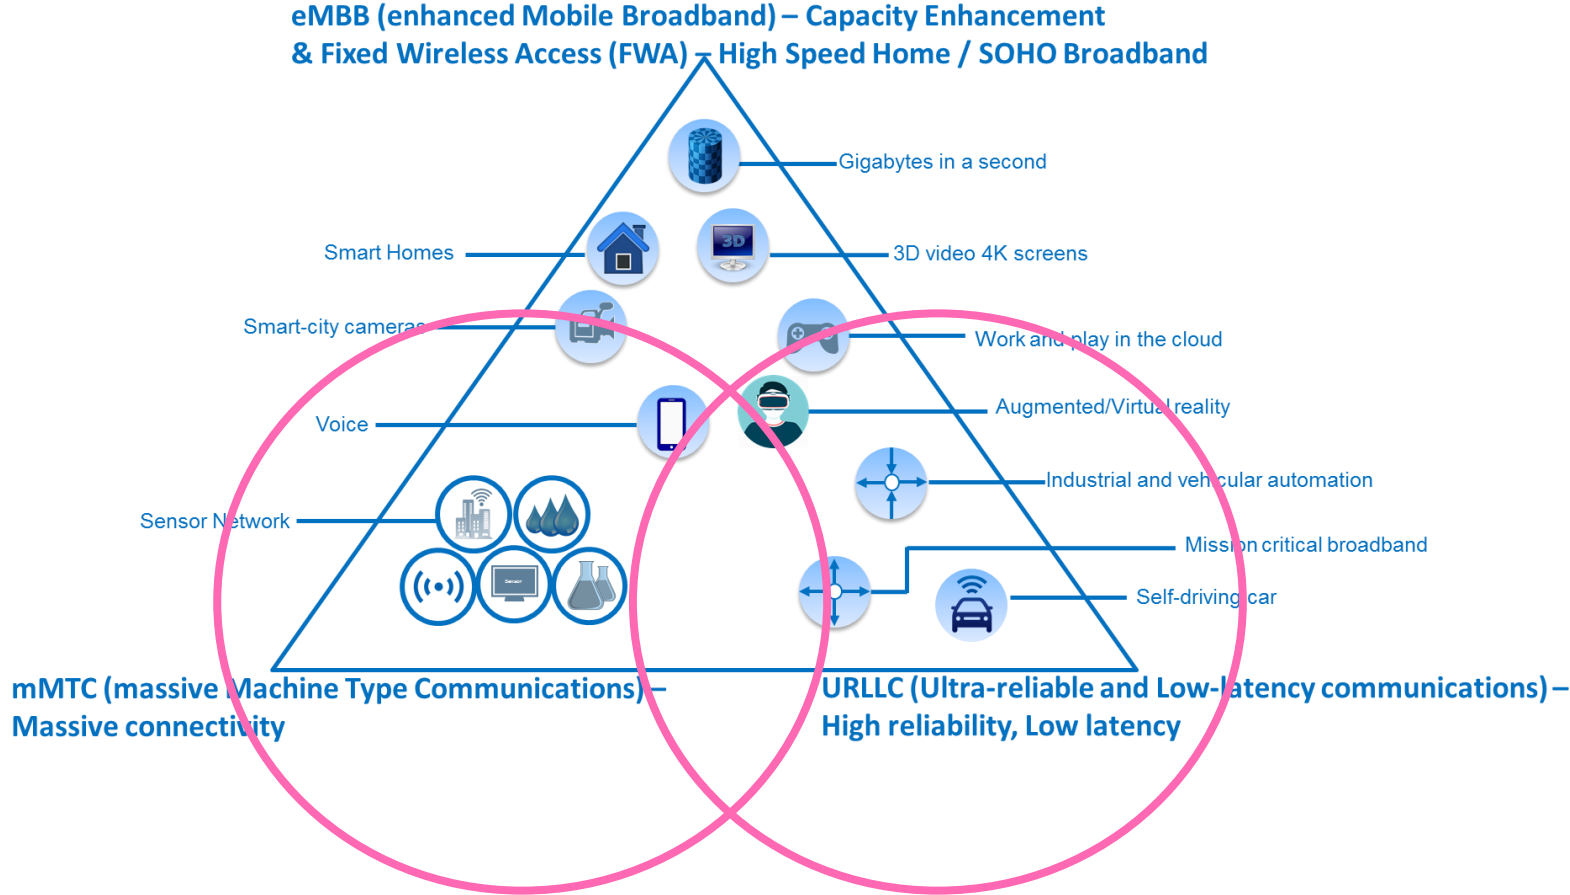 eMBB (enhanced Mobile Broadband) – Capacity Enhancement
& Fixed Wireless Access (FWA) – High Speed Home / SOHO Broadband
Gigabytes in a second
Smart Homes
3D
3D video 4K screens
Smart-city cameras
Work and play in the cloud
Voice
Augmented/Virtual reality
Industrial and vehicular automation
Sensor Network
Mission critical broadband
Sensor
Self-driving car
mMTC (massive Machine Type Communications) –
Massive connectivity
URLLC (Ultra-reliable and Low-latency communications) –
High reliability, Low latency